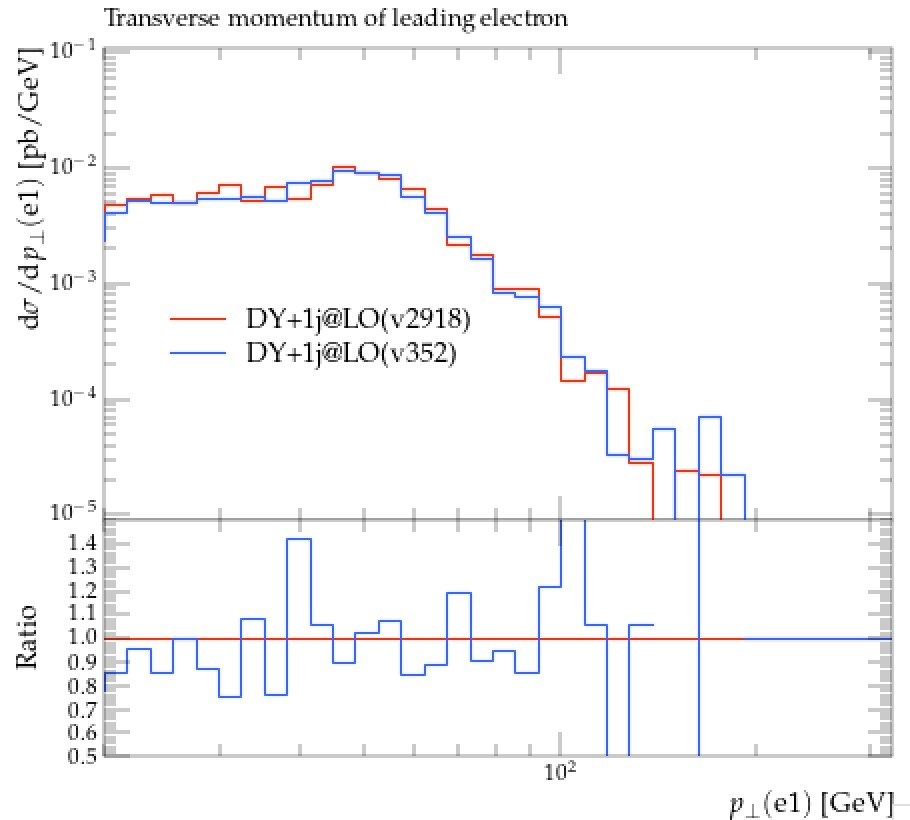 Transverse momentum of leading electron
dσ/dp⊥(e1) [pb/GeV]
10⁻¹
10⁻²
10⁻³
10⁻⁴
10⁻⁵
DY+1j@LO(v2918)
DY+1j@LO(v352)
Ratio
1.4
1.3
1.2
1.1
1.0
0.9
0.8
0.7
0.6
0.5
10²
p⊥(e1) [GeV]